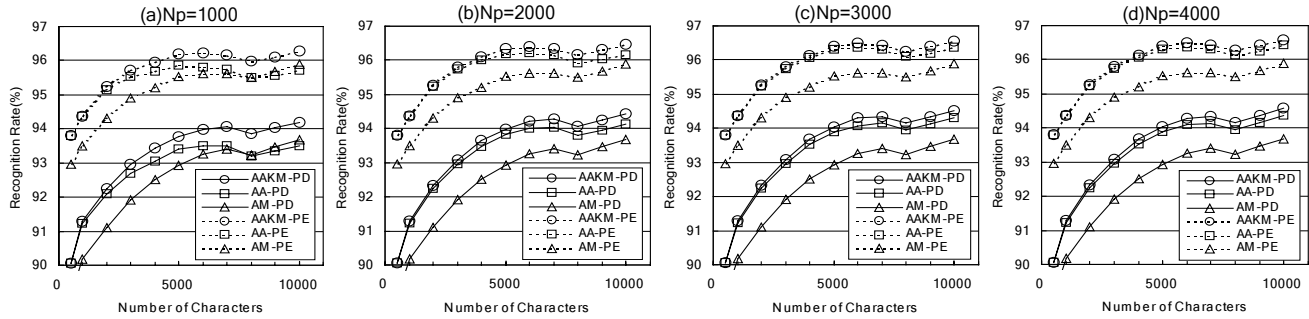 (a)Np=1000
97
96
95
94
93
92
91
90
Recognition Rate(%)
AAKM-PD
AA-PD
AM-PD
AAKM-PE
AA-PE
AM-PE
0 5000 10000
Number of Characters
(b)Np=2000
97
96
95
94
93
92
91
90
Recognition Rate(%)
AAKM-PD
AA-PD
AM-PD
AAKM-PE
AA-PE
AM-PE
0 5000 10000
Number of Characters
(c)Np=3000
97
96
95
94
93
92
91
90
Recognition Rate(%)
AAKM-PD
AA-PD
AM-PD
AAKM-PE
AA-PE
AM-PE
0 5000 10000
Number of Characters
(d)Np=4000
97
96
95
94
93
92
91
90
Recognition Rate(%)
AAKM-PD
AA-PD
AM-PD
AAKM-PE
AA-PE
AM-PE
0 5000 10000
Number of Characters